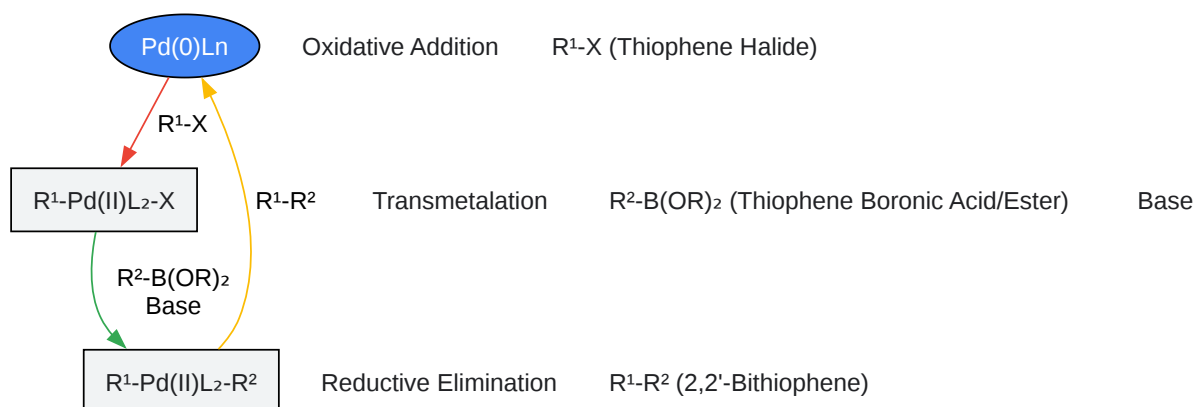 Pd(0)Ln
Oxidative Addition
R¹-X (Thiophene Halide)
R¹-X
R¹-Pd(II)L₂-X
R¹-R²
Transmetalation
R²-B(OR)₂ (Thiophene Boronic Acid/Ester)
Base
R²-B(OR)₂
Base
R¹-Pd(II)L₂-R²
Reductive Elimination
R¹-R² (2,2'-Bithiophene)